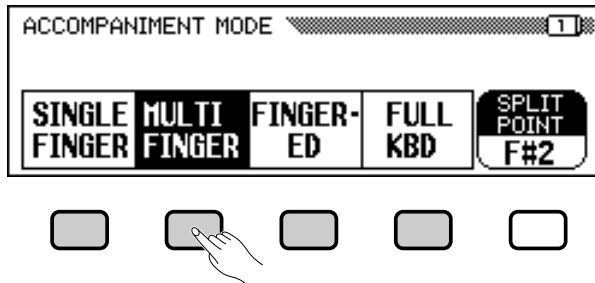 ACCOMPANIMENT MODE 1
SINGLE FINGER
MULTI FINGER
FINGER-
ED
FULL
KBD
SPLIT
POINT
F#2